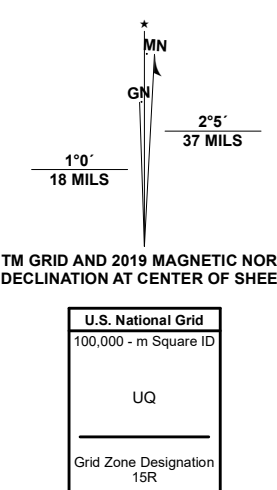 ★
MN
GN
2°5´
37 MILS
1°0´
18 MILS
TM GRID AND 2019 MAGNETIC NOR
DECLINATION AT CENTER OF SHEE
U.S. National Grid
100,000 - m Square ID
UQ
Grid Zone Designation
15R